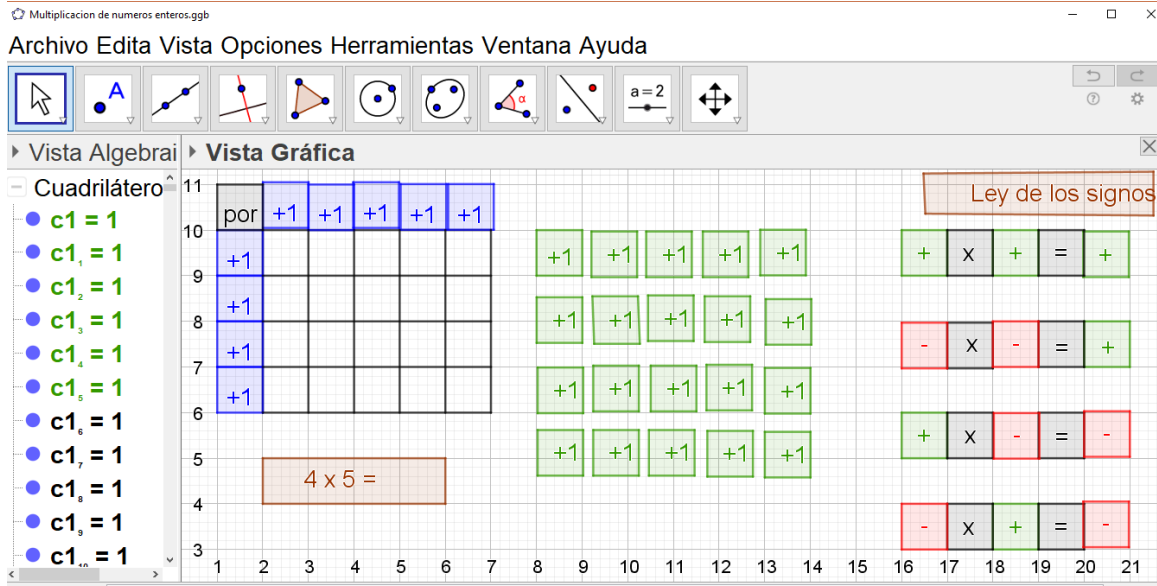 Multiplicacion de numeros enteros.ggb
Archivo Edita Vista Opciones Herramientas Ventana Ayuda
A
α
a = 2
Vista Algebrai
Vista Gráfica
Cuadrilátero
c1 = 1
c1₁ = 1
c1₂ = 1
c1₃ = 1
c1₄ = 1
c1₅ = 1
c1₆ = 1
c1₇ = 1
c1₈ = 1
c1₉ = 1
c1₁₀ = 1
11
10
9
8
7
6
5
4
3
por +1 +1 +1 +1 +1
+1
+1
+1
+1
4 x 5 =
+1 +1 +1 +1 +1
+1 +1 +1 +1 +1
+1 +1 +1 +1 +1
+1 +1 +1 +1 +1
Ley de los signos
+ x + = +
- x - = +
+ x - = -
- x + = -
1 2 3 4 5 6 7 8 9 10 11 12 13 14 15 16 17 18 19 20 21